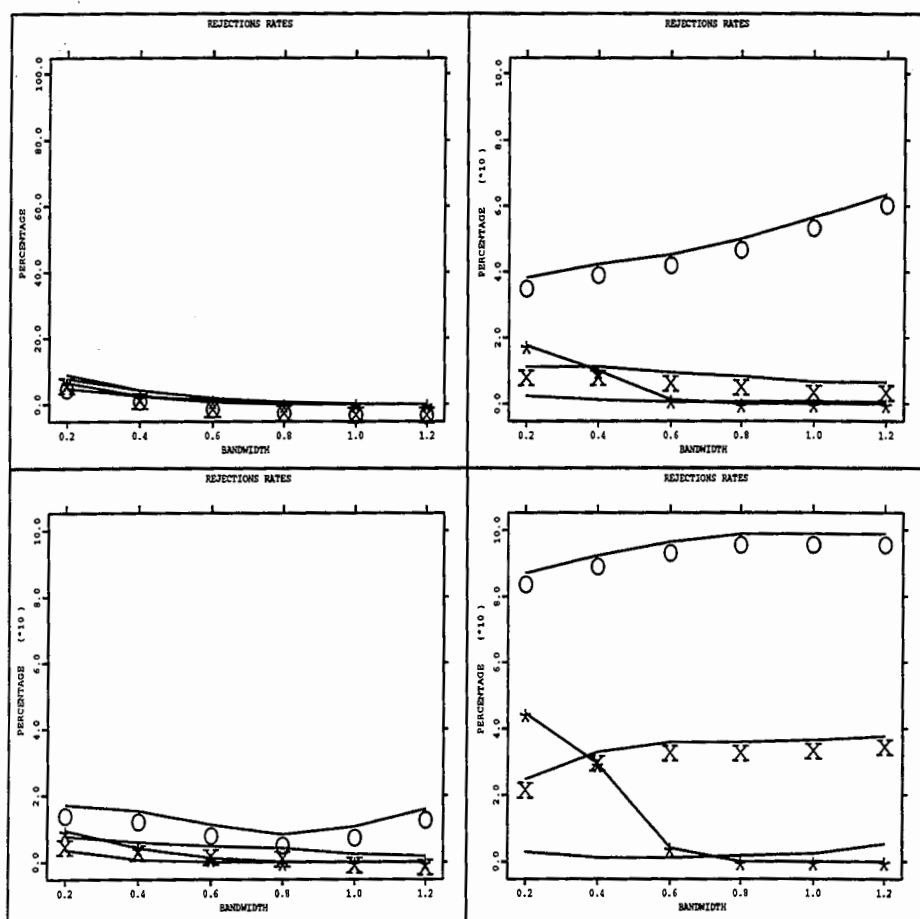 REJECTIONS RATES
PERCENTAGE
100.0
80.0
60.0
40.0
20.0
0.0
0.2 0.4 0.6 0.8 1.0 1.2
BANDWIDTH
REJECTIONS RATES
PERCENTAGE (*10 )
10.0
8.0
6.0
4.0
2.0
0.0
0.2 0.4 0.6 0.8 1.0 1.2
BANDWIDTH
REJECTIONS RATES
PERCENTAGE (*10 )
10.0
8.0
6.0
4.0
2.0
0.0
0.2 0.4 0.6 0.8 1.0 1.2
BANDWIDTH
REJECTIONS RATES
PERCENTAGE (*10 )
10.0
8.0
6.0
4.0
2.0
0.0
0.2 0.4 0.6 0.8 1.0 1.2
BANDWIDTH